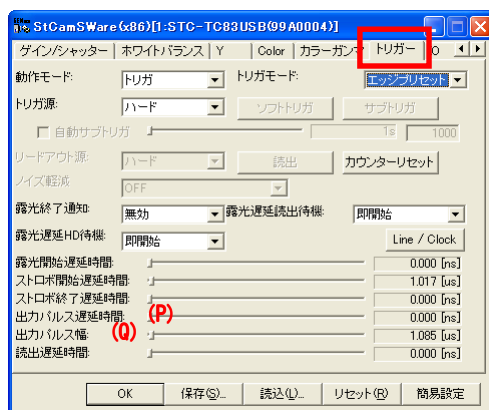 StCamSWare(x86)[1:STC-TC83USB(99A0004)]
ゲイン/シャッター ホワイトバランス Y Color カラーガンマ トリガー IO
動作モード: トリガ トリガモード: エッジプリセット
トリガ源: ハード ソフトトリガ サブトリガ
自動サブトリガ 1s 1000
リードアウト源: ハード 読出 カウンターリセット
ノイズ軽減 OFF
露光終了通知: 無効 露光遅延読出待機: 即開始
露光遅延HD待機: 即開始 Line / Clock
露光開始遅延時間: 0.000 [ns]
ストロボ開始遅延時間: 1.017 [us]
ストロボ終了遅延時間: 0.000 [ns]
出力パルス遅延時間: (P) 0.000 [ns]
出力パルス幅: (Q) 1.085 [us]
読出遅延時間: 0.000 [ns]
OK 保存(S)... 読込(L)... リセット(R) 簡易設定